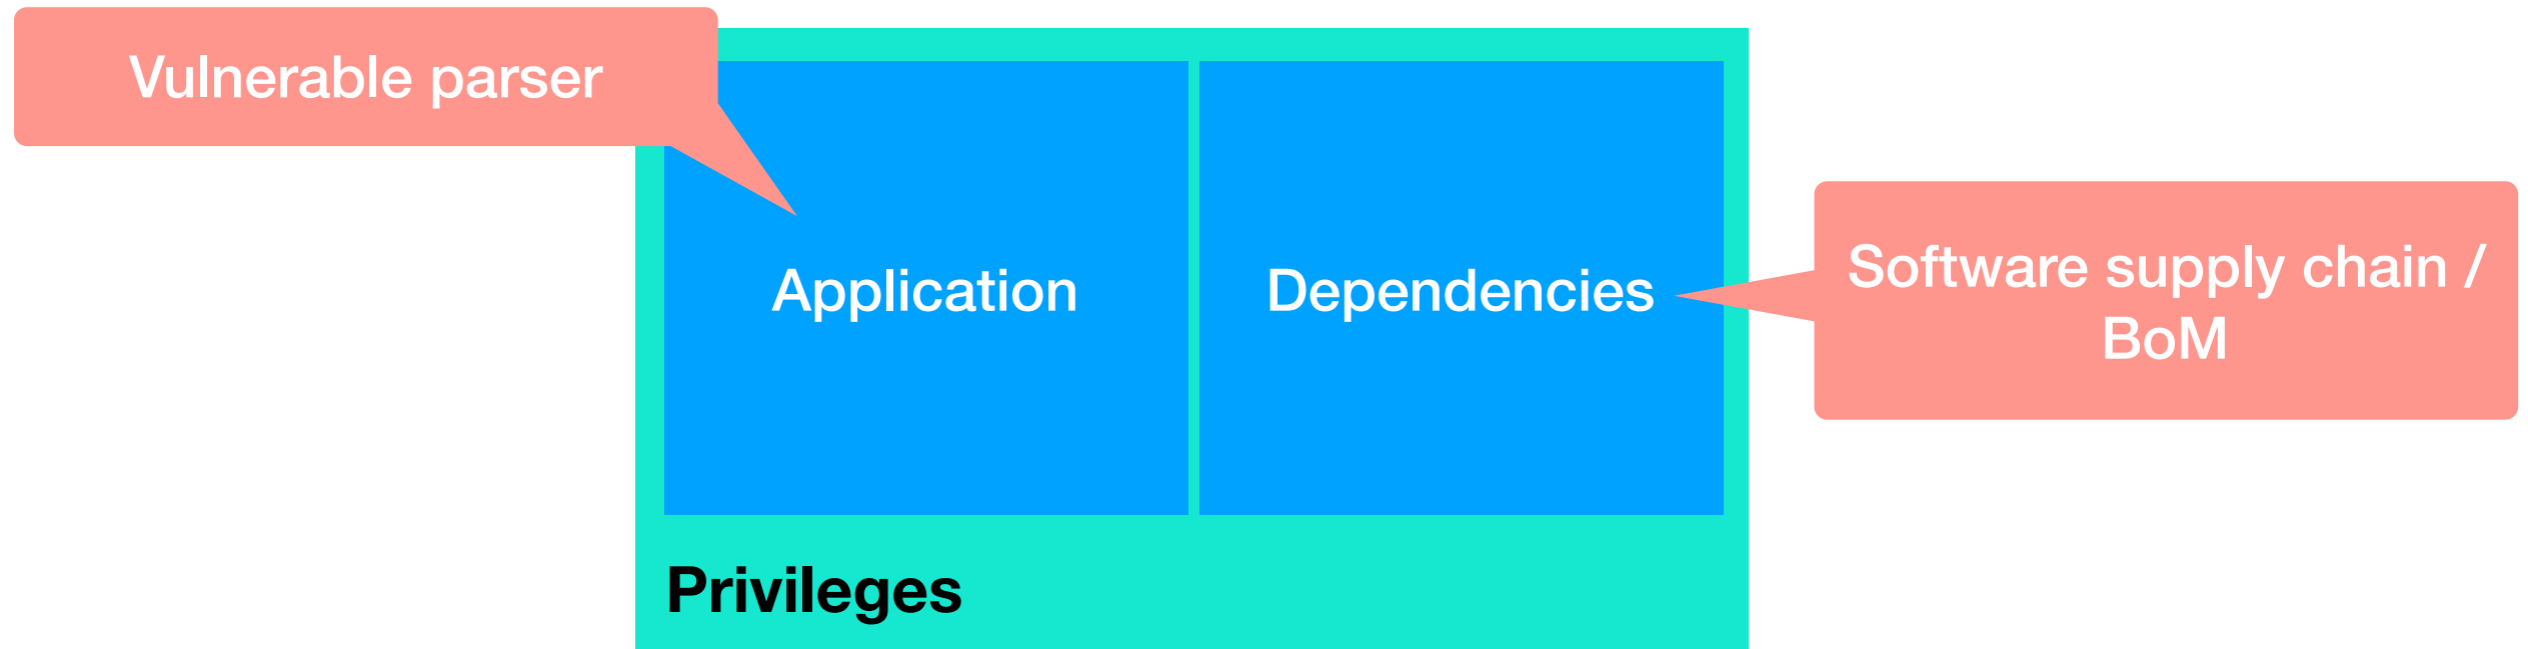 Vulnerable parser
Application
Dependencies
Software supply chain /
BoM
Privileges